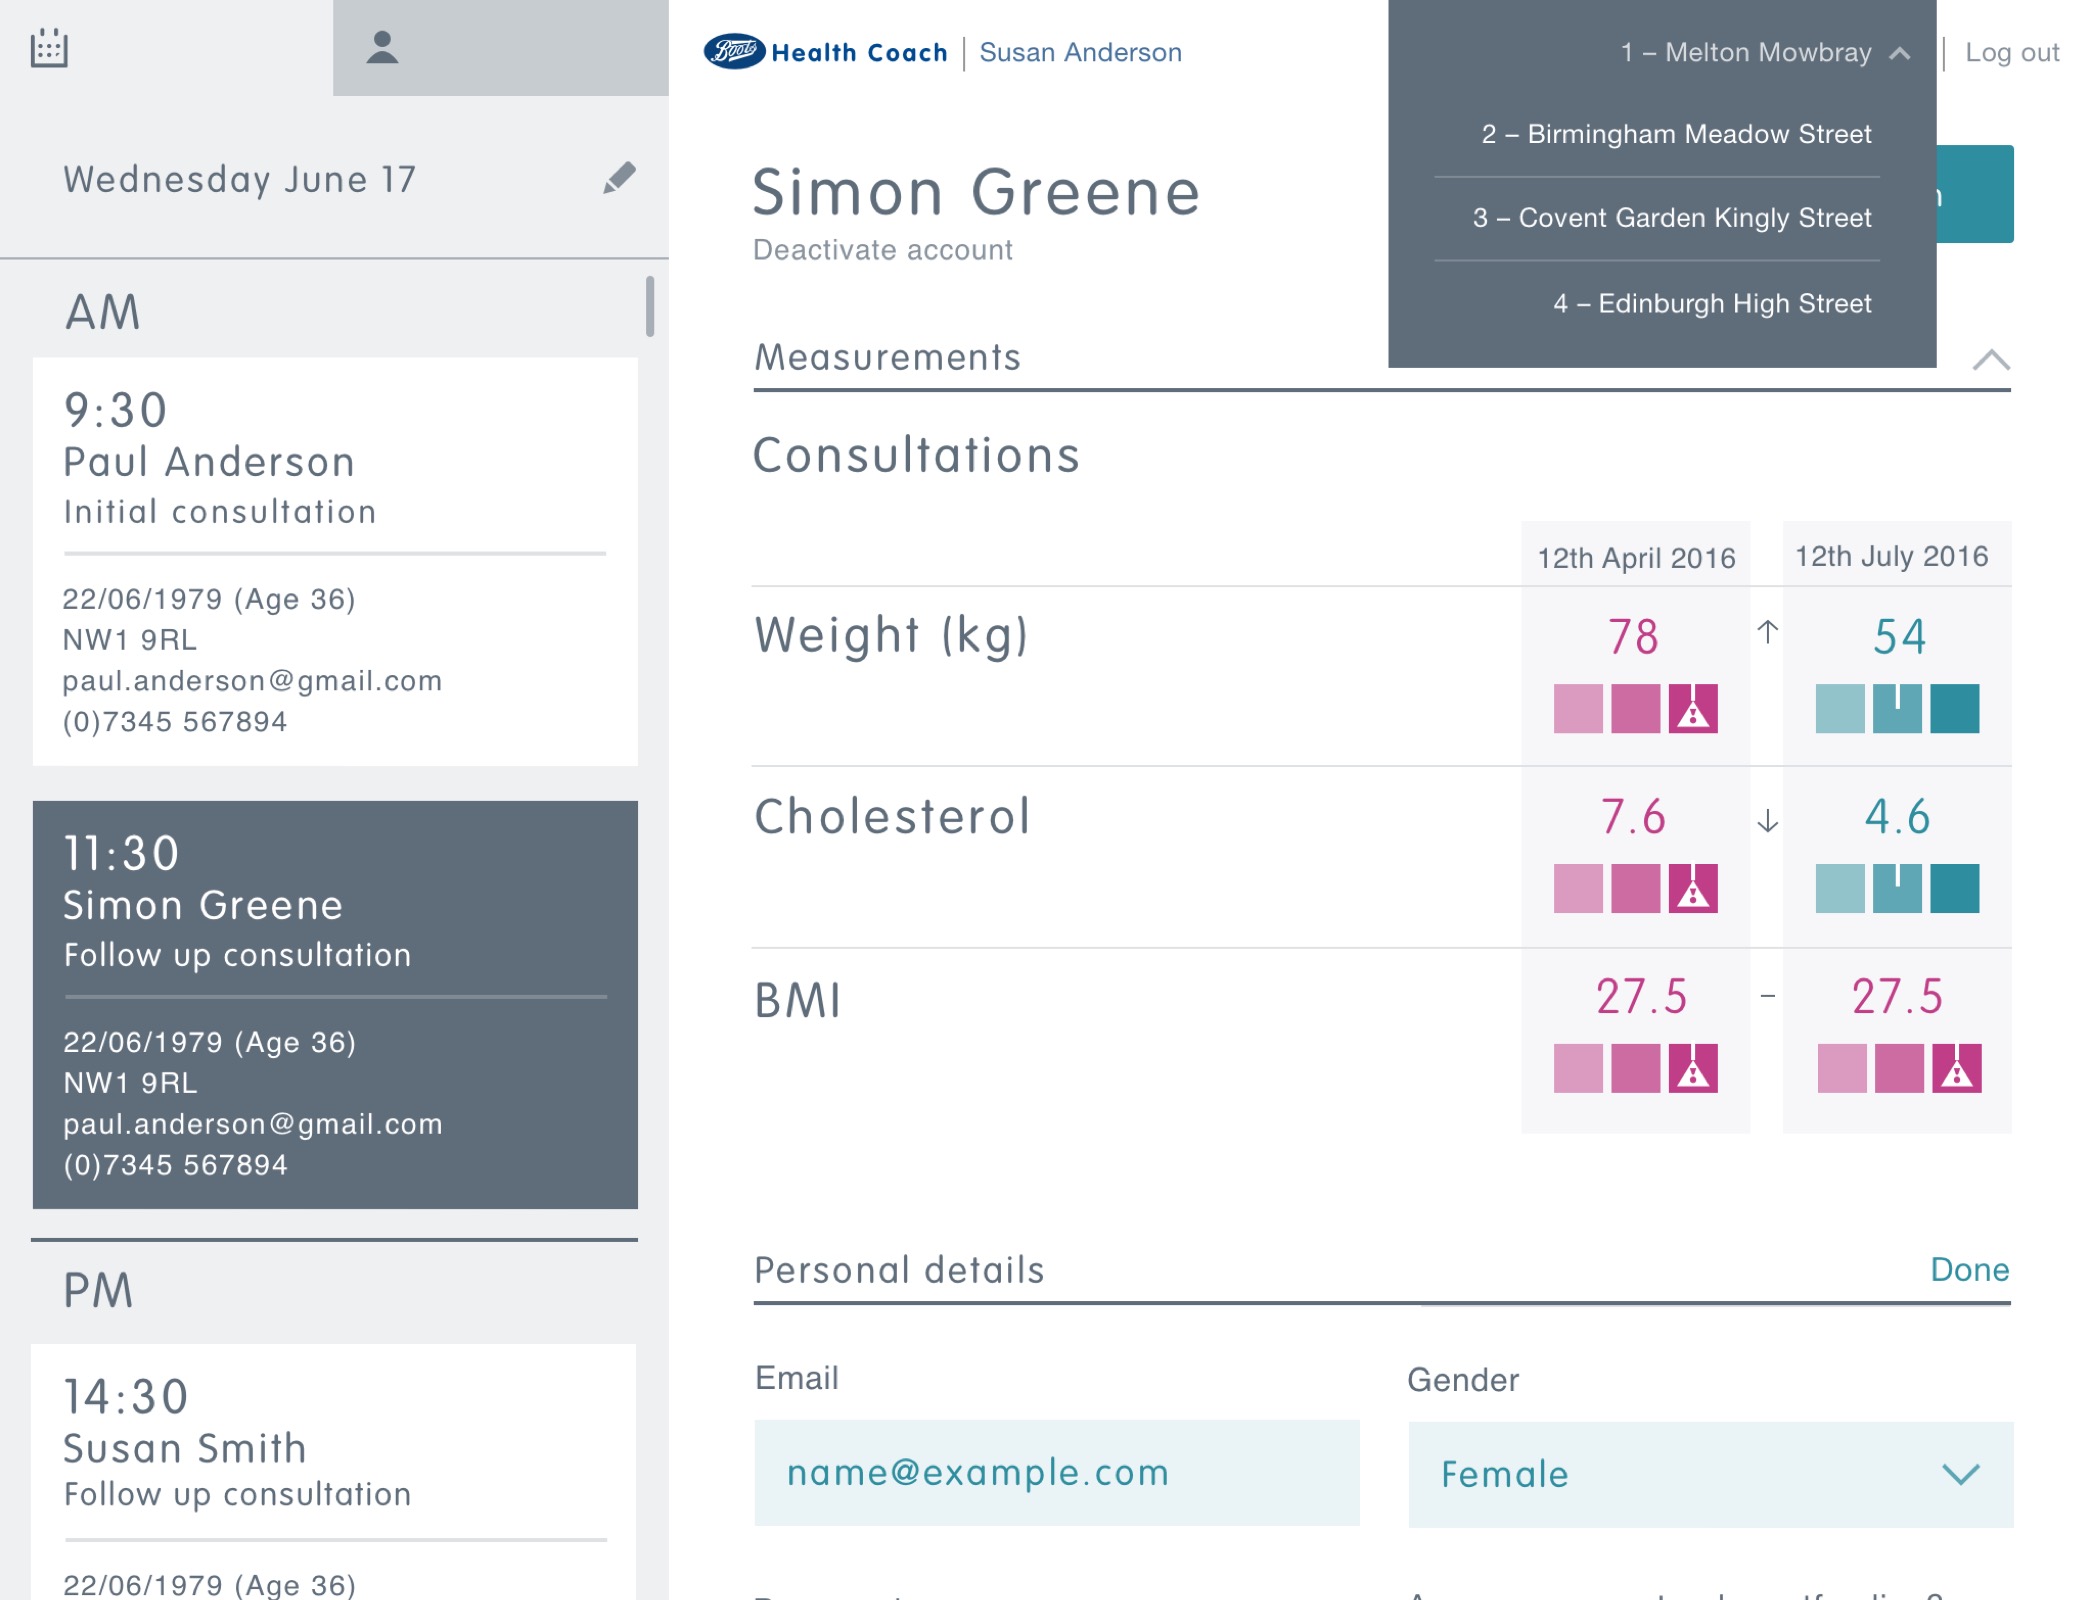 Wednesday June 17
AM
9:30
Paul Anderson
Initial consultation
22/06/1979 (Age 36)
NW1 9RL
paul.anderson@gmail.com
(0)7345 567894
11:30
Simon Greene
Follow up consultation
22/06/1979 (Age 36)
NW1 9RL
paul.anderson@gmail.com
(0)7345 567894
PM
14:30
Susan Smith
Follow up consultation
22/06/1979 (Age 36)
Boots Health Coach | Susan Anderson
1 – Melton Mowbray
Log out
2 – Birmingham Meadow Street
3 – Covent Garden Kingly Street
4 – Edinburgh High Street
Simon Greene
Deactivate account
Measurements
Consultations
12th April 2016 12th July 2016
Weight (kg) 78 ↑ 54
Cholesterol 7.6 ↓ 4.6
BMI 27.5 – 27.5
Personal details
Done
Email
Gender
name@example.com
Female